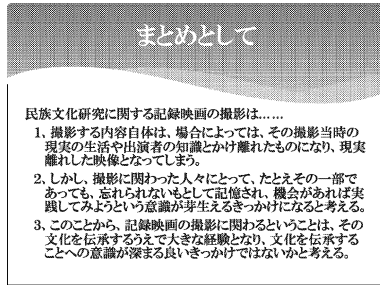 まとめとして
民族文化研究に関する記録映画の撮影は……
1、撮影する内容自体は、場合によっては、その撮影当時の
現実の生活や出演者の知識とかけ離れたものになり、現実
離れした映像となってしまう。
2、しかし、撮影に関わった人々にとって、たとえその一部で
あっても、忘れられないもとして記憶され、機会があれば実
践してみようという意識が芽生えるきっかけになると考える。
3、このことから、記録映画の撮影に関わるということは、その
文化を伝承するうえで大きな経験となり、文化を伝承する
ことへの意識が深まる良いきっかけではないかと考える。